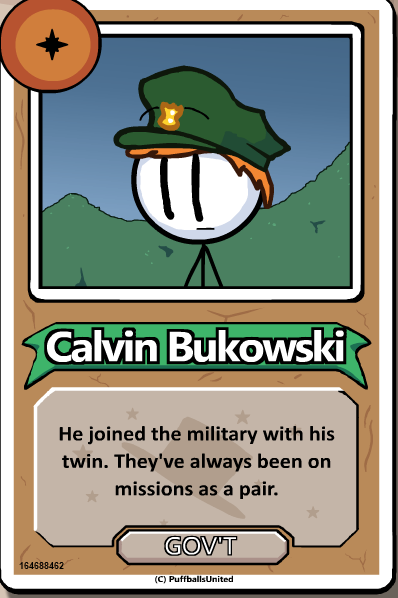 Calvin Bukowski
He joined the military with his
twin. They've always been on
missions as a pair.
GOV'T
164688462
(C) PuffballsUnited